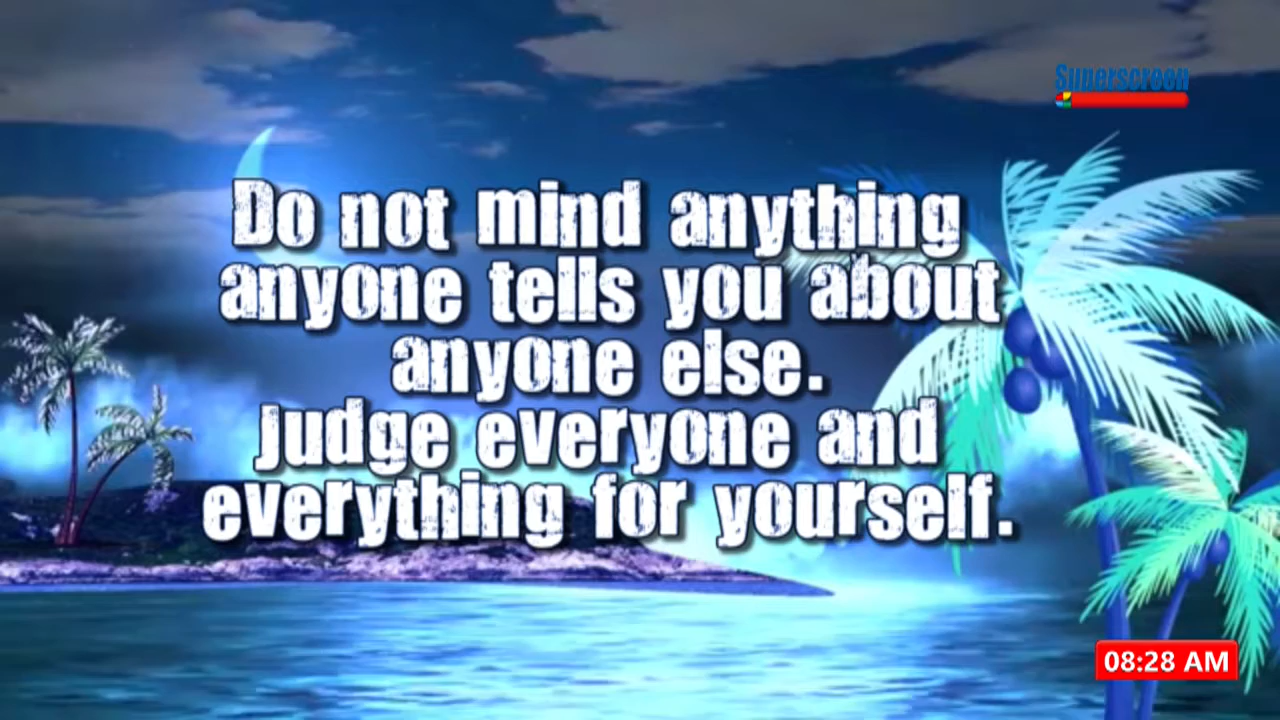 Superscreen
Do not mind anything
anyone tells you about
anyone else.
Judge everyone and
everything for yourself.
08:28 AM